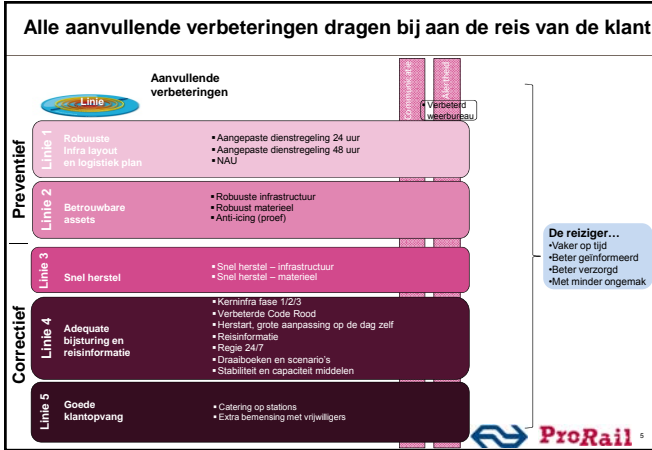 Alle aanvullende verbeteringen dragen bij aan de reis van de klant
Linie
Aanvullende
verbeteringen
Communicatie
Alertheid
▪ Verbeterd
weerbureau
Preventief
Linie 1
Robuuste
Infra layout
en logistiek plan
▪ Aangepaste dienstregeling 24 uur
▪ Aangepaste dienstregeling 48 uur
▪ NAU
Linie 2
Betrouwbare
assets
▪ Robuuste infrastructuur
▪ Robuust materieel
▪ Anti-icing (proef)
Correctief
Linie 3
Snel herstel
▪ Snel herstel – infrastructuur
▪ Snel herstel – materieel
Linie 4
Adequate
bijsturing en
reisinformatie
▪ Kerninfra fase 1/2/3
▪ Verbeterde Code Rood
▪ Herstart, grote aanpassing op de dag zelf
▪ Reisinformatie
▪ Regie 24/7
▪ Draaiboeken en scenario's
▪ Stabiliteit en capaciteit middelen
Linie 5
Goede
klantopvang
▪ Catering op stations
▪ Extra bemensing met vrijwilligers
De reiziger…
•Vaker op tijd
•Beter geïnformeerd
•Beter verzorgd
•Met minder ongemak
ProRail
5